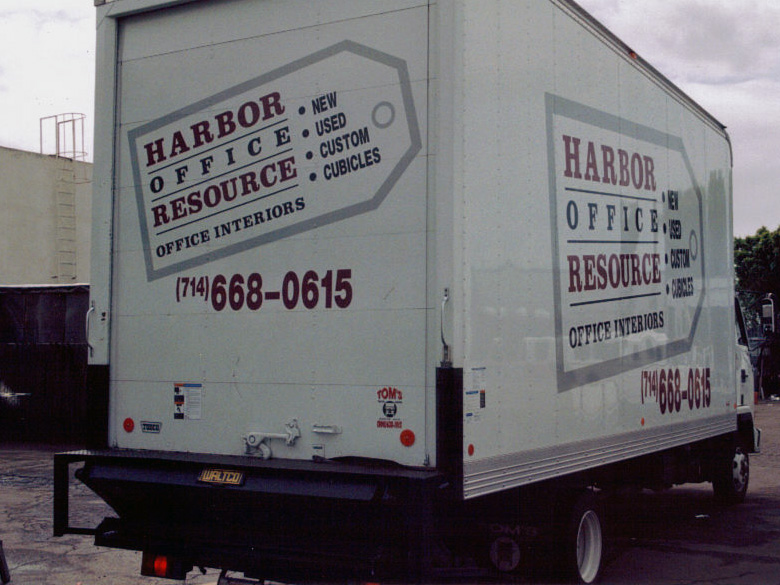 HARBOR
OFFICE
RESOURCE
OFFICE INTERIORS
• NEW
• USED
• CUSTOM
• CUBICLES
(714) 668-0615
TOM'S
WALTCO
HARBOR
OFFICE
RESOURCE
OFFICE INTERIORS
• NEW
• USED
• CUSTOM
• CUBICLES
(714) 668-0615